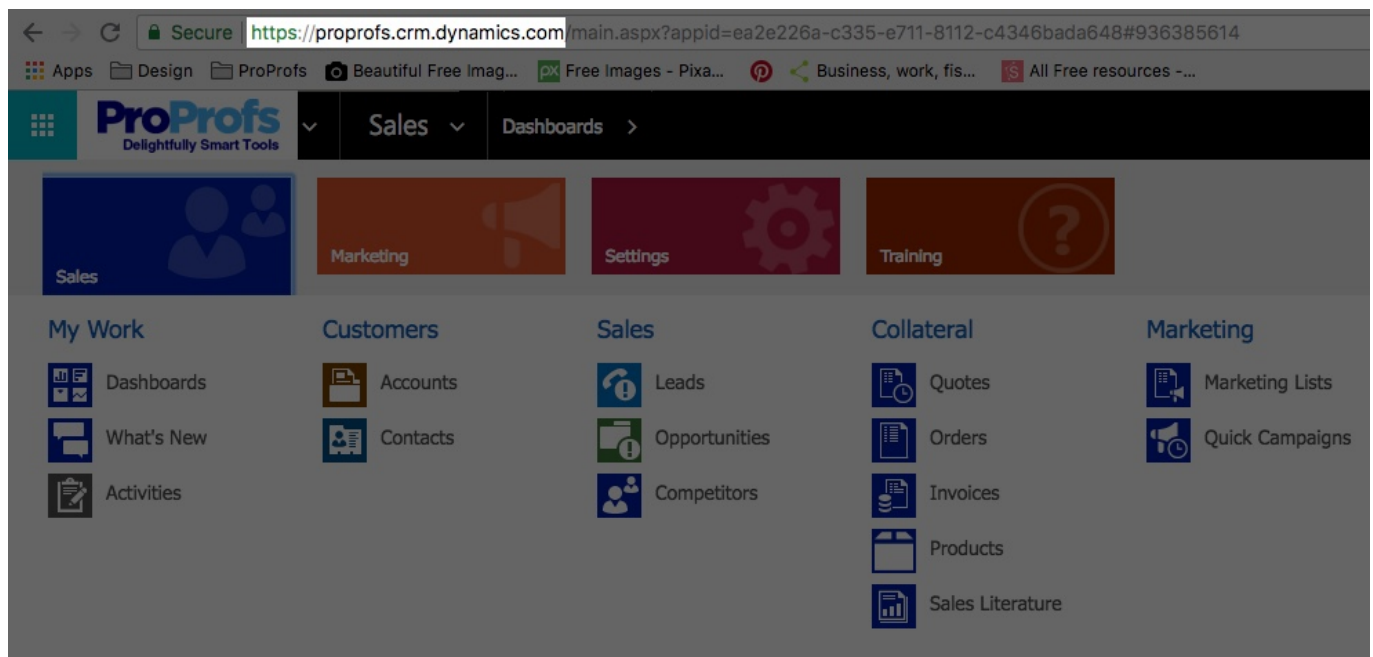 Secure https://proprofs.crm.dynamics.com/main.aspx?appid=ea2e226a-c335-e711-8112-c4346bada648#936385614
Apps Design ProProfs Beautiful Free Imag... px Free Images - Pixa... Business, work, fis... All Free resources -...
ProProfs Sales Dashboards >
Delightfully Smart Tools
Sales Marketing Settings Training
My Work Customers Sales Collateral Marketing
Dashboards Accounts Leads Quotes Marketing Lists
What's New Contacts Opportunities Orders Quick Campaigns
Activities Competitors Invoices
Products
Sales Literature